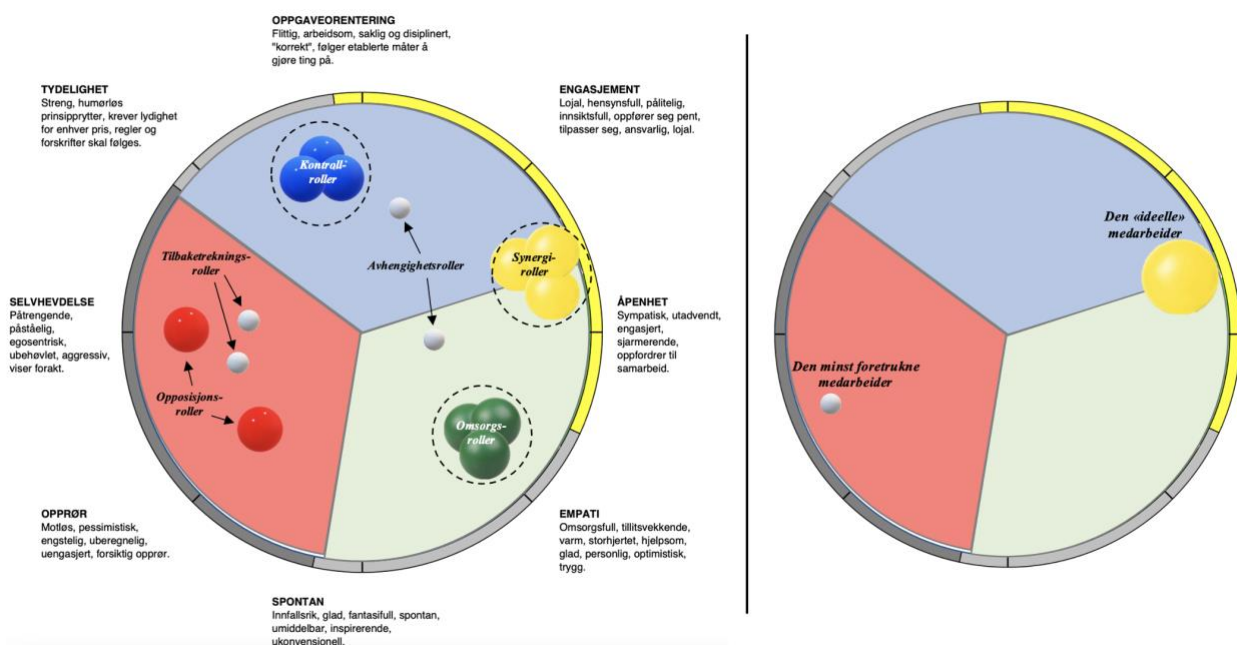 OPPGAVEORENTERING
Flittig, arbeidsom, saklig og disiplinert,
"korrekt", følger etablerte måter å
gjøre ting på.
TYDELIGHET
Streng, humørløs
prinsipprytter, krever lydighet
for enhver pris, regler og
forskrifter skal følges.
ENGASJEMENT
Lojal, hensynsfull, pålitelig,
innsiktsfull, oppfører seg pent,
tilpasser seg, ansvarlig, lojal.
Kontroll-
roller
Tilbaketreknings-
roller
Avhengighetsroller
Synergi-
roller
SELVHEVDELSE
Påtrengende,
påståelig,
egosentrisk,
ubehøvlet, aggressiv,
viser forakt.
ÅPENHET
Sympatisk, utadvendt,
engasjert,
sjarmerende,
oppfordrer til
samarbeid.
Opposisjons-
roller
Omsorgs-
roller
OPPRØR
Motløs, pessimistisk,
engstelig, uberegnelig,
uengasjert, forsiktig opprør.
EMPATI
Omsorgsfull, tillitsvekkende,
varm, storhjertet, hjelpsom,
glad, personlig, optimistisk,
trygg.
SPONTAN
Innfallsrik, glad, fantasifull, spontan,
umiddelbar, inspirerende,
ukonvensjonell.
Den «ideelle»
medarbeider
Den minst foretrukne
medarbeider